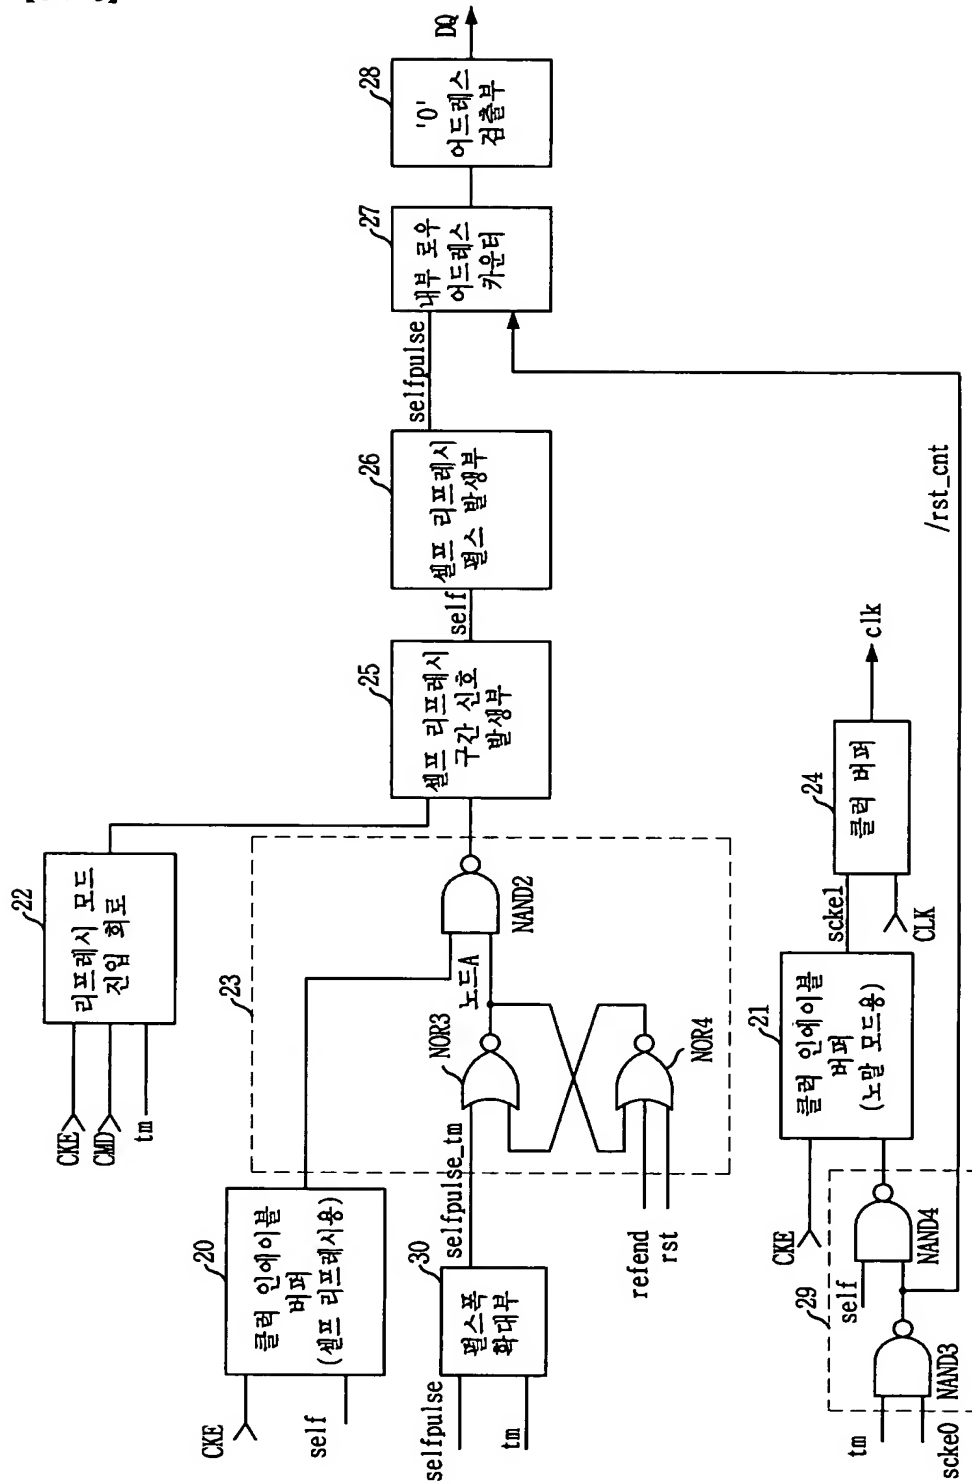 CKE
CMD
tm
22
리프레시 모드
진입 회로
CKE
self
20
클럭 인에이블
버퍼
(셀프 리프레시용)
selfpulse
tm
30
펄스폭
확대부
selfpulse_tm
refend
rst
23
NOR3
노드A
NOR4
NAND2
25
셀프 리프레시
구간 신호
발생부
self
26
셀프 리프레시
펄스 발생부
selfpulse
27
내부 로우
어드레스
카운터
28
'0'
어드레스
검출부
DQ
tm
scke0
29
NAND3
self
NAND4
CKE
21
클럭 인에이블
버퍼
(노말 모드용)
scke1
CLK
24
클럭 버퍼
clk
/rst_cnt